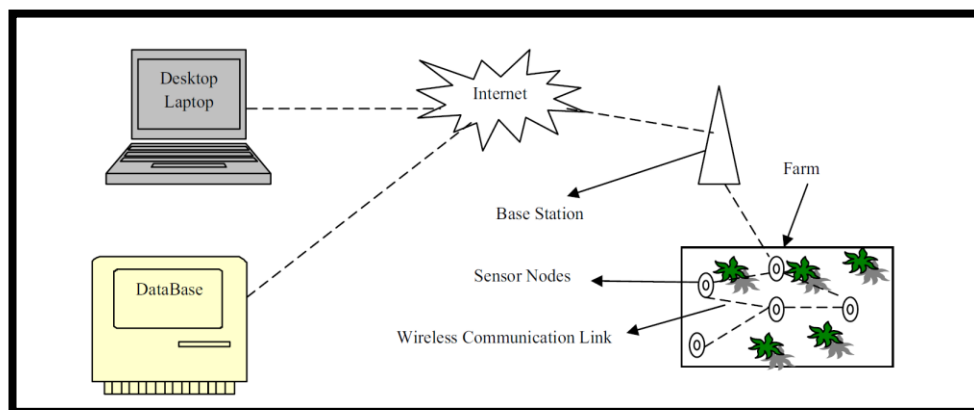 Desktop
Laptop
Internet
Farm
Base Station
Sensor Nodes
DataBase
Wireless Communication Link